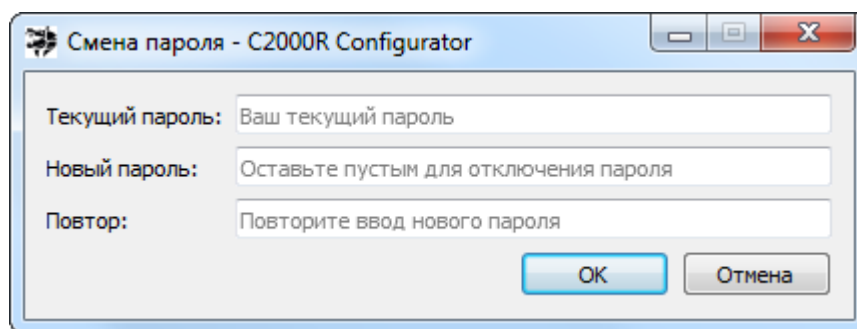 Смена пароля - C2000R Configurator
Текущий пароль: Ваш текущий пароль
Новый пароль: Оставьте пустым для отключения пароля
Повтор: Повторите ввод нового пароля
OK Отмена